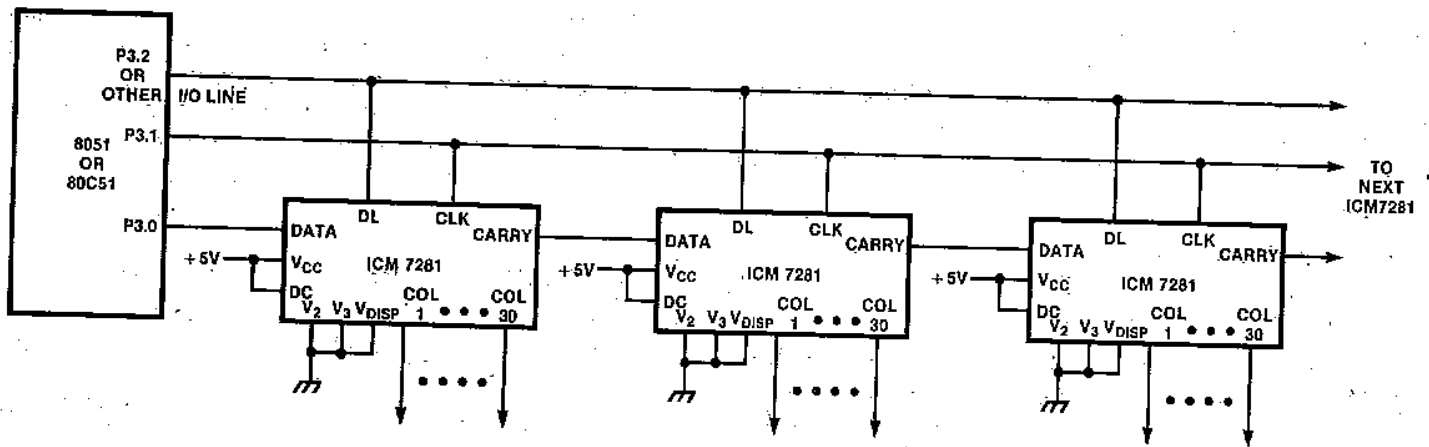 P3.2
OR
OTHER I/O LINE
P3.1
8051
OR
80C51
P3.0
TO
NEXT
ICM7281
DL CLK
DATA CARRY
+5V VCC ICM 7281
DC
V2 V3 VDISP COL 1 • • • COL 30
• • • •
DL CLK
DATA CARRY
+5V VCC ICM 7281
DC
V2 V3 VDISP COL 1 • • • COL 30
• • • •
DL CLK
DATA CARRY
+5V VCC ICM 7281
DC
V2 V3 VDISP COL 1 • • • COL 30
• • • •